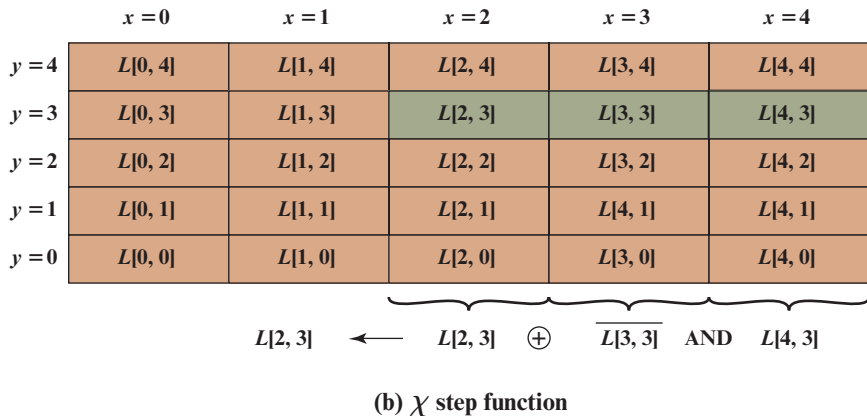 x = 0 x = 1 x = 2 x = 3 x = 4
y = 4 L[0, 4] L[1, 4] L[2, 4] L[3, 4] L[4, 4]
y = 3 L[0, 3] L[1, 3] L[2, 3] L[3, 3] L[4, 3]
y = 2 L[0, 2] L[1, 2] L[2, 2] L[3, 2] L[4, 2]
y = 1 L[0, 1] L[1, 1] L[2, 1] L[4, 1] L[4, 1]
y = 0 L[0, 0] L[1, 0] L[2, 0] L[3, 0] L[4, 0]
L[2, 3] ← L[2, 3] ⊕ L̅[̅3̅,̅ ̅3̅]̅ AND L[4, 3]
(b) χ step function